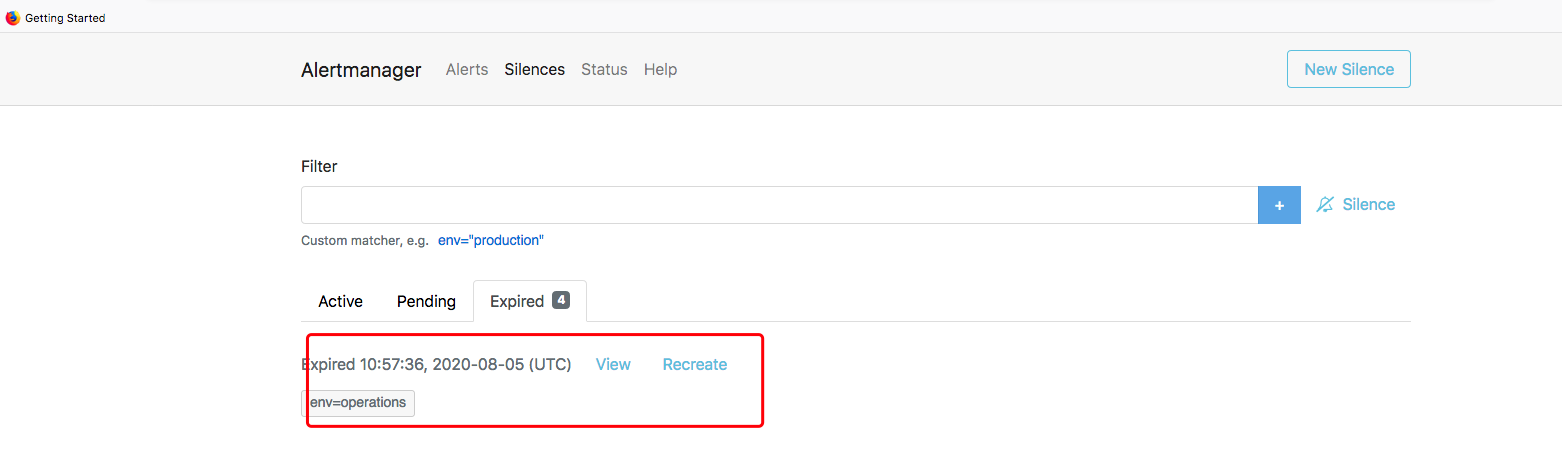 Getting Started
Alertmanager Alerts Silences Status Help New Silence
Filter
+ Silence
Custom matcher, e.g. env="production"
Active Pending Expired 4
Expired 10:57:36, 2020-08-05 (UTC) View Recreate
env=operations